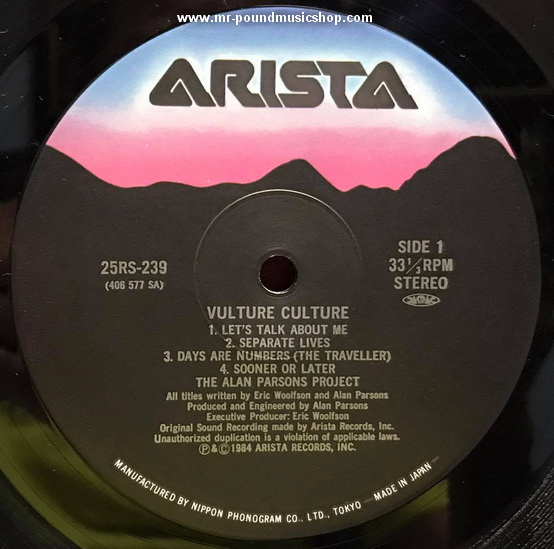 www.mr-poundmusicshop.com
ARISTA
25RS-239
(406 577 SA)
SIDE 1
33 1/3 RPM
STEREO
VULTURE CULTURE
1. LET'S TALK ABOUT ME
2. SEPARATE LIVES
3. DAYS ARE NUMBERS (THE TRAVELLER)
4. SOONER OR LATER
THE ALAN PARSONS PROJECT
All titles written by Eric Woolfson and Alan Parsons
Produced and Engineered by Alan Parsons
Executive Producer: Eric Woolfson
Original Sound Recording made by Arista Records, Inc.
Unauthorized duplication is a violation of applicable laws.
℗&©1984 ARISTA RECORDS, INC.
MANUFACTURED BY NIPPON PHONOGRAM CO., LTD., TOKYO — MADE IN JAPAN —